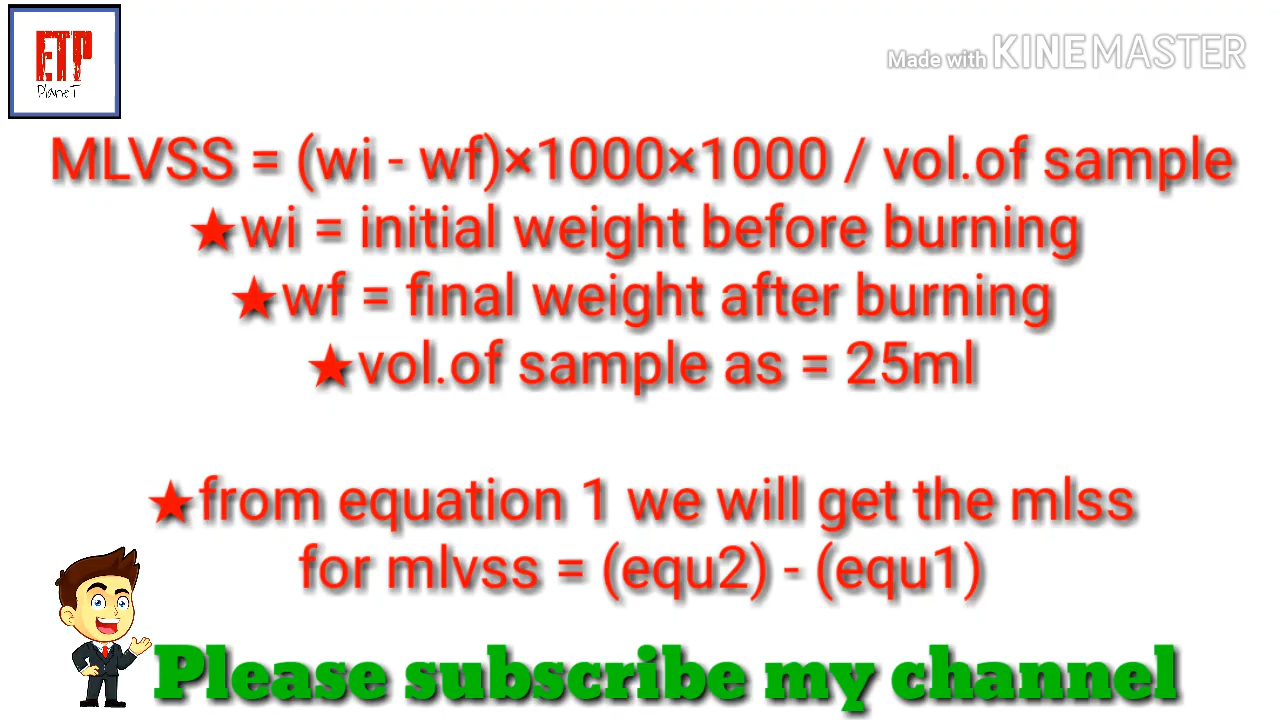 ETP
PlaneT
Made with KINEMASTER
MLVSS = (wi - wf)×1000×1000 / vol.of sample
★wi = initial weight before burning
★wf = final weight after burning
★vol.of sample as = 25ml
★from equation 1 we will get the mlss
for mlvss = (equ2) - (equ1)
Please subscribe my channel